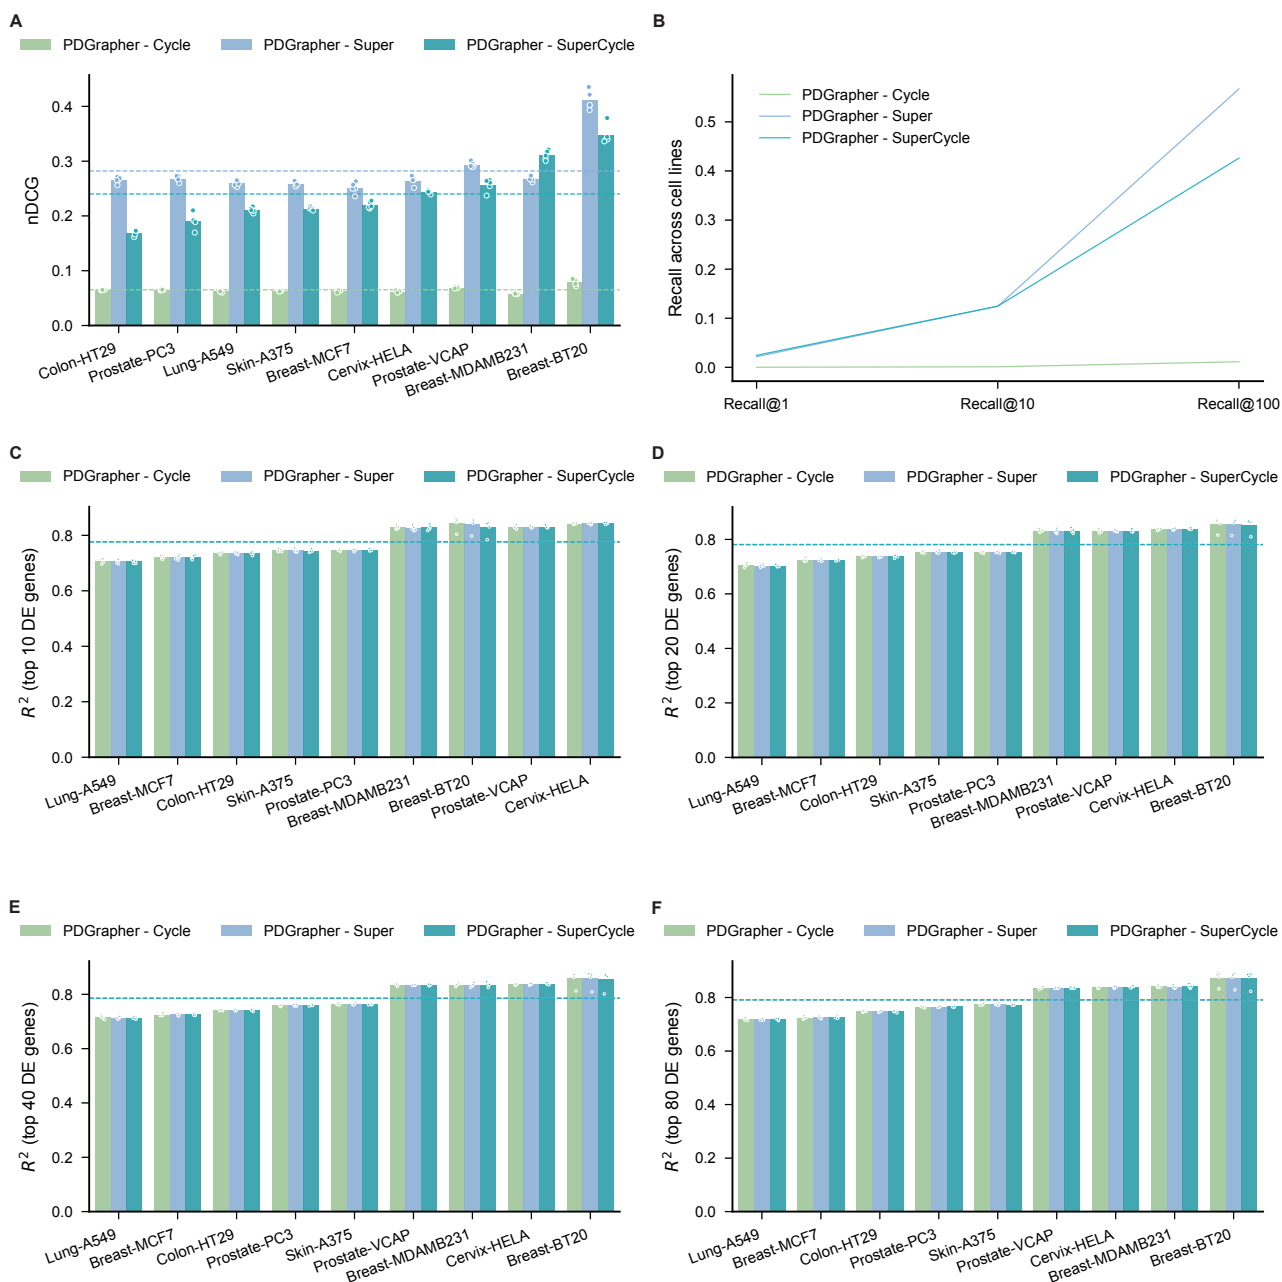 A
PDGrapher - Cycle PDGrapher - Super PDGrapher - SuperCycle
nDCG
0.4
0.3
0.2
0.1
0.0
Colon-HT29 Prostate-PC3 Lung-A549 Skin-A375 Breast-MCF7 Cervix-HELA Prostate-VCAP Breast-MDAMB231 Breast-BT20
B
PDGrapher - Cycle
PDGrapher - Super
PDGrapher - SuperCycle
Recall across cell lines
0.5
0.4
0.3
0.2
0.1
0.0
Recall@1 Recall@10 Recall@100
C
PDGrapher - Cycle PDGrapher - Super PDGrapher - SuperCycle
R² (top 10 DE genes)
0.8
0.6
0.4
0.2
0.0
Lung-A549 Breast-MCF7 Colon-HT29 Skin-A375 Prostate-PC3 Breast-MDAMB231 Breast-BT20 Prostate-VCAP Cervix-HELA
D
PDGrapher - Cycle PDGrapher - Super PDGrapher - SuperCycle
R² (top 20 DE genes)
0.8
0.6
0.4
0.2
0.0
Lung-A549 Breast-MCF7 Colon-HT29 Skin-A375 Prostate-PC3 Breast-MDAMB231 Prostate-VCAP Cervix-HELA Breast-BT20
E
PDGrapher - Cycle PDGrapher - Super PDGrapher - SuperCycle
R² (top 40 DE genes)
0.8
0.6
0.4
0.2
0.0
Lung-A549 Breast-MCF7 Colon-HT29 Prostate-PC3 Skin-A375 Prostate-VCAP Breast-MDAMB231 Cervix-HELA Breast-BT20
F
PDGrapher - Cycle PDGrapher - Super PDGrapher - SuperCycle
R² (top 80 DE genes)
0.8
0.6
0.4
0.2
0.0
Lung-A549 Breast-MCF7 Colon-HT29 Prostate-PC3 Skin-A375 Prostate-VCAP Cervix-HELA Breast-MDAMB231 Breast-BT20